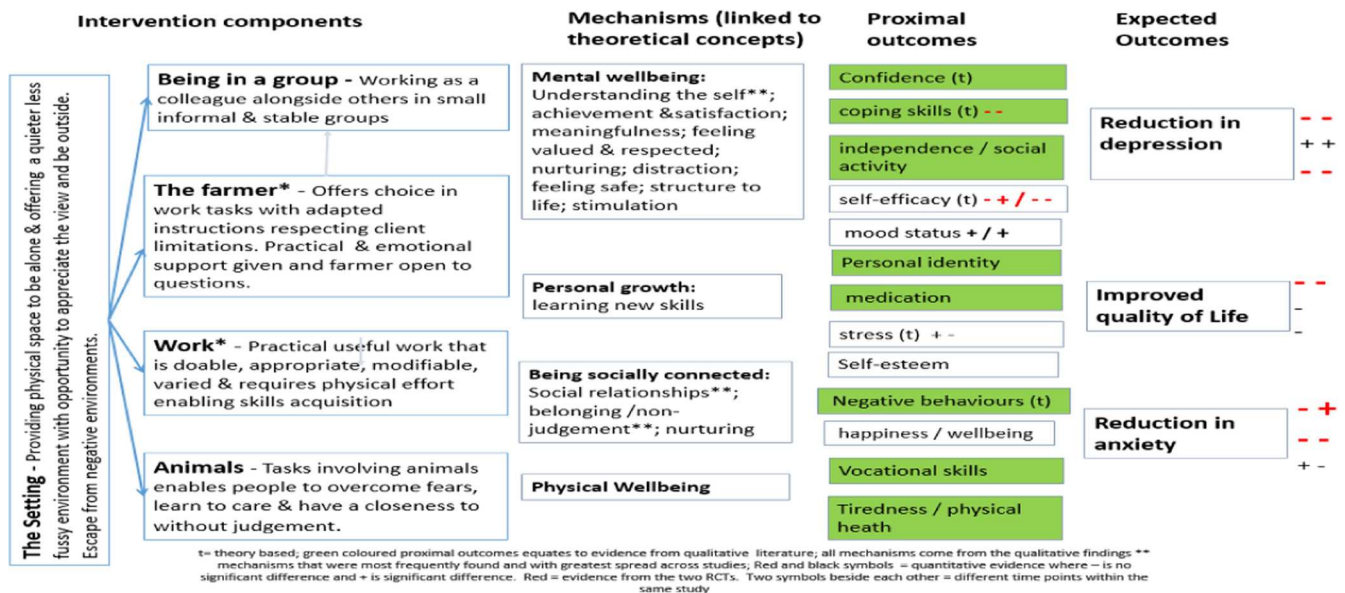 Intervention components
Mechanisms (linked to
theoretical concepts)
Proximal
outcomes
Expected
Outcomes
The Setting - Providing physical space to be alone & offering a quieter less
fussy environment with opportunity to appreciate the view and be outside.
Escape from negative environments.
Being in a group - Working as a
colleague alongside others in small
informal & stable groups
The farmer* - Offers choice in
work tasks with adapted
instructions respecting client
limitations. Practical & emotional
support given and farmer open to
questions.
Work* - Practical useful work that
is doable, appropriate, modifiable,
varied & requires physical effort
enabling skills acquisition
Animals - Tasks involving animals
enables people to overcome fears,
learn to care & have a closeness to
without judgement.
Mental wellbeing:
Understanding the self**;
achievement &satisfaction;
meaningfulness; feeling
valued & respected;
nurturing; distraction;
feeling safe; structure to
life; stimulation
Personal growth:
learning new skills
Being socially connected:
Social relationships**;
belonging /non-
judgement**; nurturing
Physical Wellbeing
Confidence (t)
coping skills (t) - -
independence / social
activity
self-efficacy (t) - + / - -
mood status + / +
Personal identity
medication
stress (t) + -
Self-esteem
Negative behaviours (t)
happiness / wellbeing
Vocational skills
Tiredness / physical
heath
Reduction in
depression
- -
+ +
- -
Improved
quality of Life
- -
-
-
Reduction in
anxiety
- +
- -
+ -
t= theory based; green coloured proximal outcomes equates to evidence from qualitative literature; all mechanisms come from the qualitative findings **
mechanisms that were most frequently found and with greatest spread across studies; Red and black symbols = quantitative evidence where – is no
significant difference and + is significant difference. Red = evidence from the two RCTs. Two symbols beside each other = different time points within the
same study